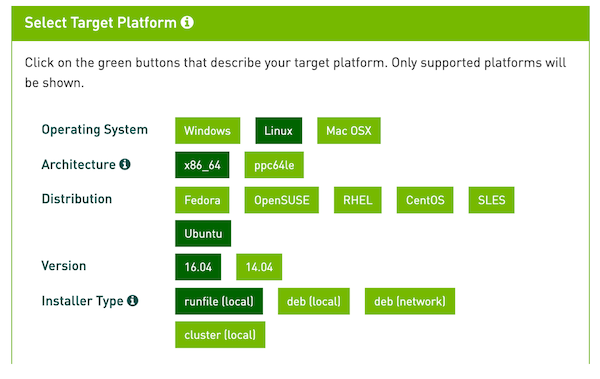 Select Target Platform
Click on the green buttons that describe your target platform. Only supported platforms will
be shown.
Operating System Windows Linux Mac OSX
Architecture x86_64 ppc64le
Distribution Fedora OpenSUSE RHEL CentOS SLES
Ubuntu
Version 16.04 14.04
Installer Type runfile (local) deb (local) deb (network)
cluster (local)